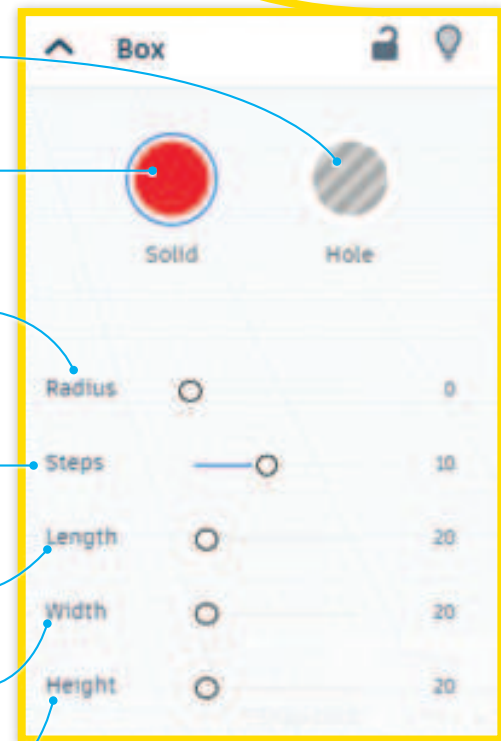 Box
Solid Hole
Radius 0
Steps 10
Length 20
Width 20
Height 20